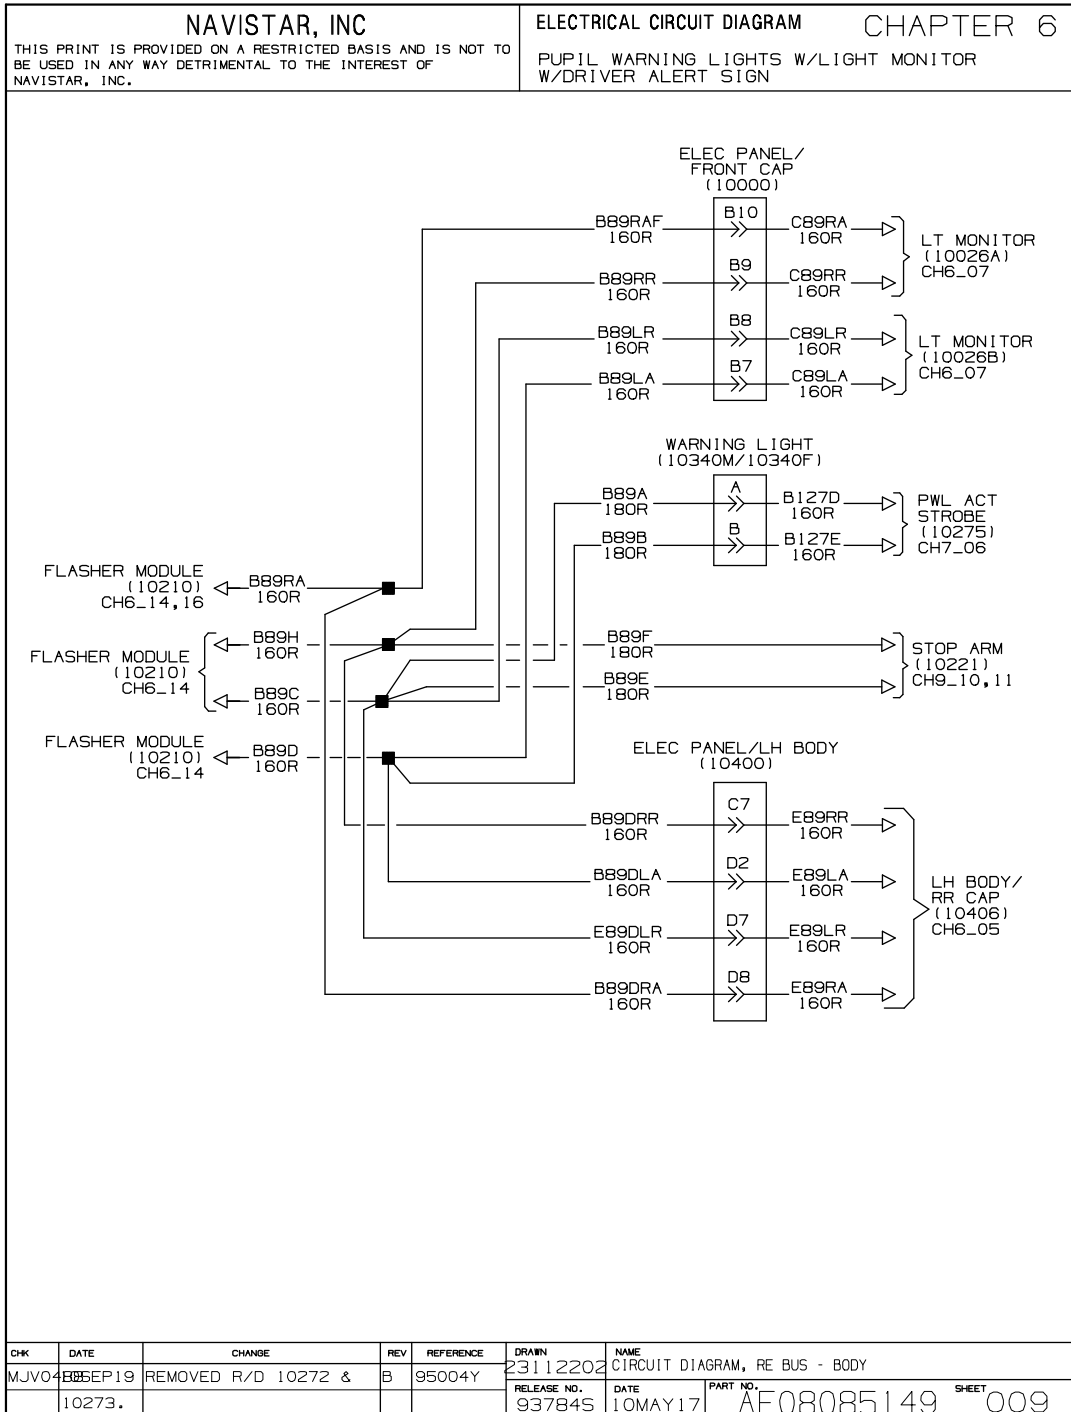 NAVISTAR, INC
THIS PRINT IS PROVIDED ON A RESTRICTED BASIS AND IS NOT TO
BE USED IN ANY WAY DETRIMENTAL TO THE INTEREST OF
NAVISTAR, INC.
ELECTRICAL CIRCUIT DIAGRAM CHAPTER 6
PUPIL WARNING LIGHTS W/LIGHT MONITOR
W/DRIVER ALERT SIGN
ELEC PANEL/
FRONT CAP
(10000)
B89RAF
160R
B10
C89RA
160R
B89RR
160R
B9
C89RR
160R
LT MONITOR
(10026A)
CH6_07
B89LR
160R
B8
C89LR
160R
B89LA
160R
B7
C89LA
160R
LT MONITOR
(10026B)
CH6_07
WARNING LIGHT
(10340M/10340F)
B89A
180R
A
B127D
160R
B89B
180R
B
B127E
160R
PWL ACT
STROBE
(10275)
CH7_06
FLASHER MODULE
(10210)
CH6_14,16
B89RA
160R
FLASHER MODULE
(10210)
CH6_14
B89H
160R
B89C
160R
B89F
180R
B89E
180R
STOP ARM
(10221)
CH9_10,11
FLASHER MODULE
(10210)
CH6_14
B89D
160R
ELEC PANEL/LH BODY
(10400)
B89DRR
160R
C7
E89RR
160R
B89DLA
160R
D2
E89LA
160R
E89DLR
160R
D7
E89LR
160R
B89DRA
160R
D8
E89RA
160R
LH BODY/
RR CAP
(10406)
CH6_05
CHK DATE CHANGE REV REFERENCE
05SEP19 REMOVED R/D 10272 & B 95004Y
10273.
DRAWN
23112202
NAME
CIRCUIT DIAGRAM, RE BUS - BODY
RELEASE NO.
93784S
DATE
10MAY17
PART NO.
AF08085149
SHEET
009